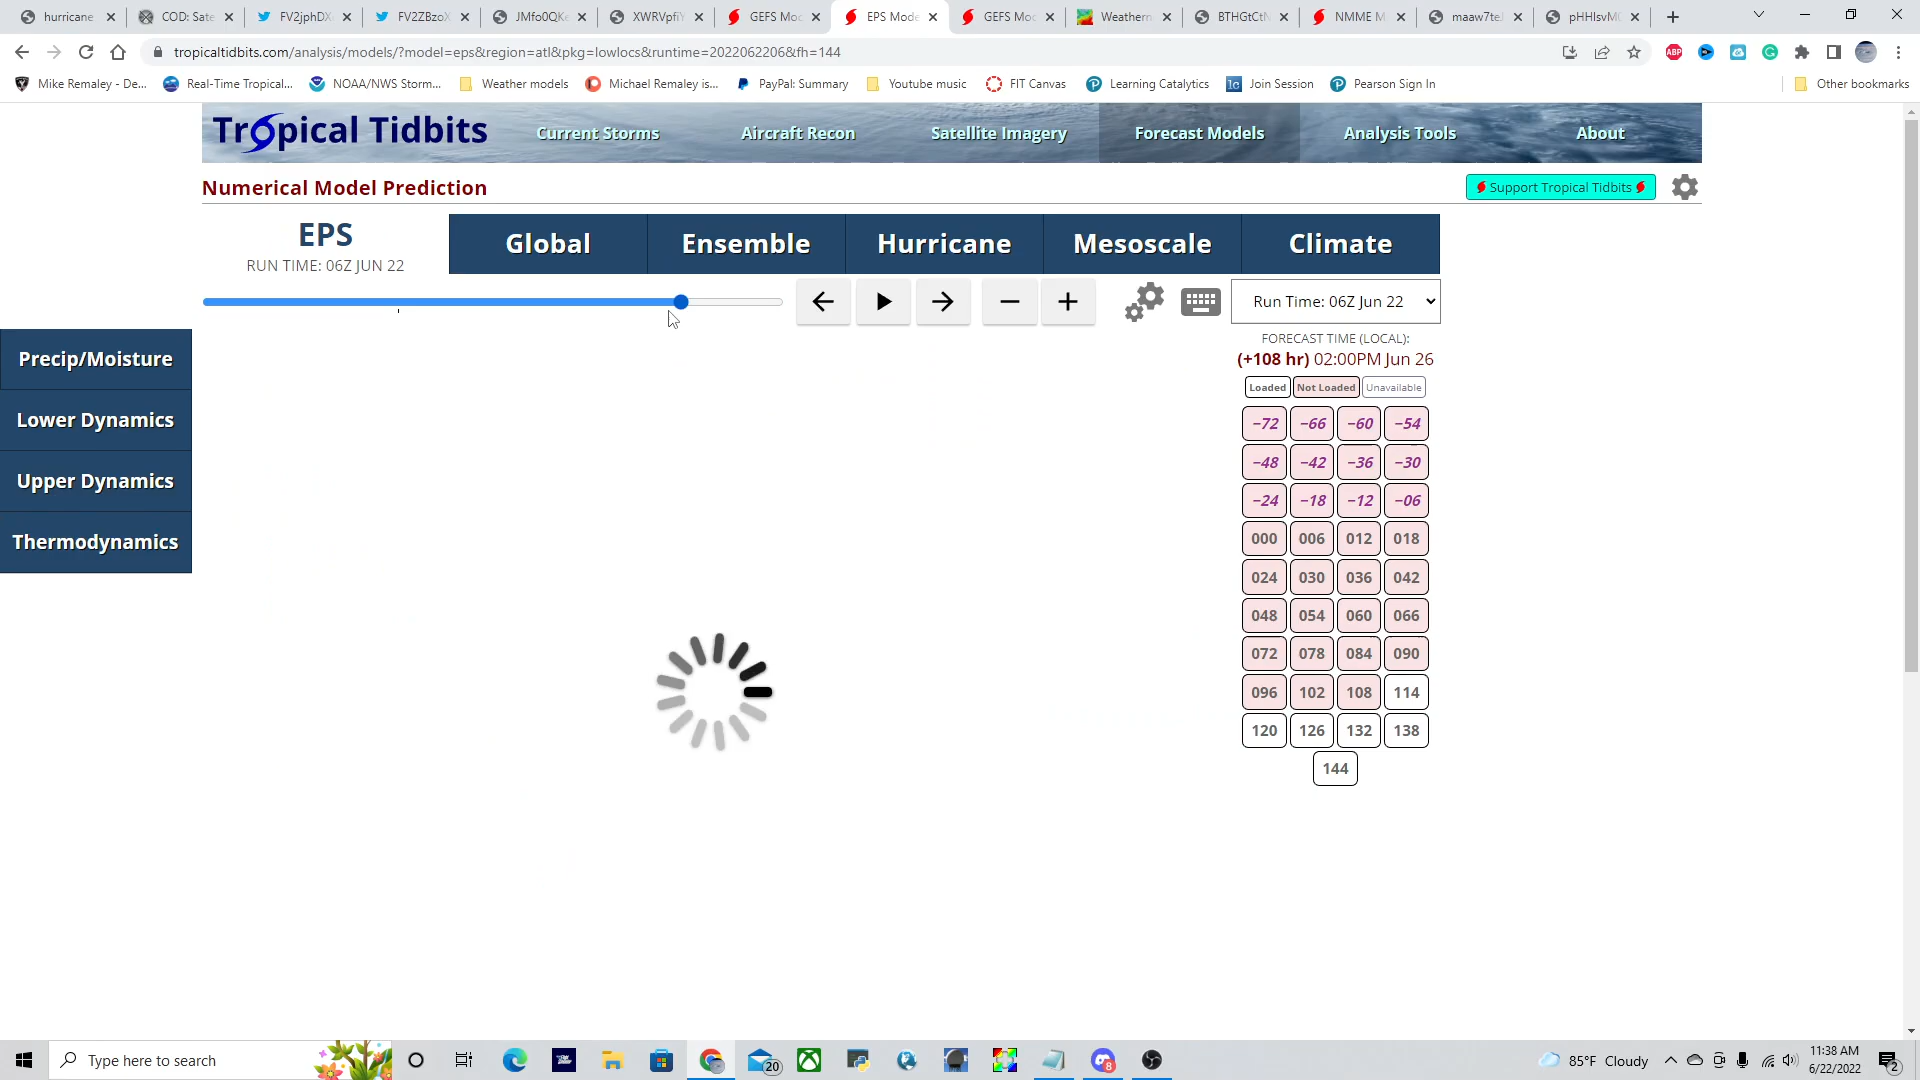 hurricane
COD: Sate
FV2jphDX
FV2ZBzoX
JMfo0QKe
XWRVpfiY
GEFS Moc
EPS Mode
GEFS Moc
Weathern
BTHGtCtN
NMME M
maaw7teJ
pHHlsvM
tropicaltidbits.com/analysis/models/?model=eps&region=atl&pkg=lowlocs&runtime=2022062206&fh=144
ABP
Mike Remaley - De...
Real-Time Tropical...
NOAA/NWS Storm...
Weather models
Michael Remaley is...
PayPal: Summary
Youtube music
FIT Canvas
Learning Catalytics
lc
Join Session
Pearson Sign In
Other bookmarks
Tropical Tidbits
Current Storms
Aircraft Recon
Satellite Imagery
Forecast Models
Analysis Tools
About
Numerical Model Prediction
Support Tropical Tidbits
EPS
RUN TIME: 06Z JUN 22
Global
Ensemble
Hurricane
Mesoscale
Climate
Run Time: 06Z Jun 22
FORECAST TIME (LOCAL):
(+108 hr) 02:00PM Jun 26
Loaded Not Loaded Unavailable
−72 −66 −60 −54
−48 −42 −36 −30
−24 −18 −12 −06
000 006 012 018
024 030 036 042
048 054 060 066
072 078 084 090
096 102 108 114
120 126 132 138
144
Precip/Moisture
Lower Dynamics
Upper Dynamics
Thermodynamics
Type here to search
20
8
85°F Cloudy
11:38 AM
6/22/2022
2